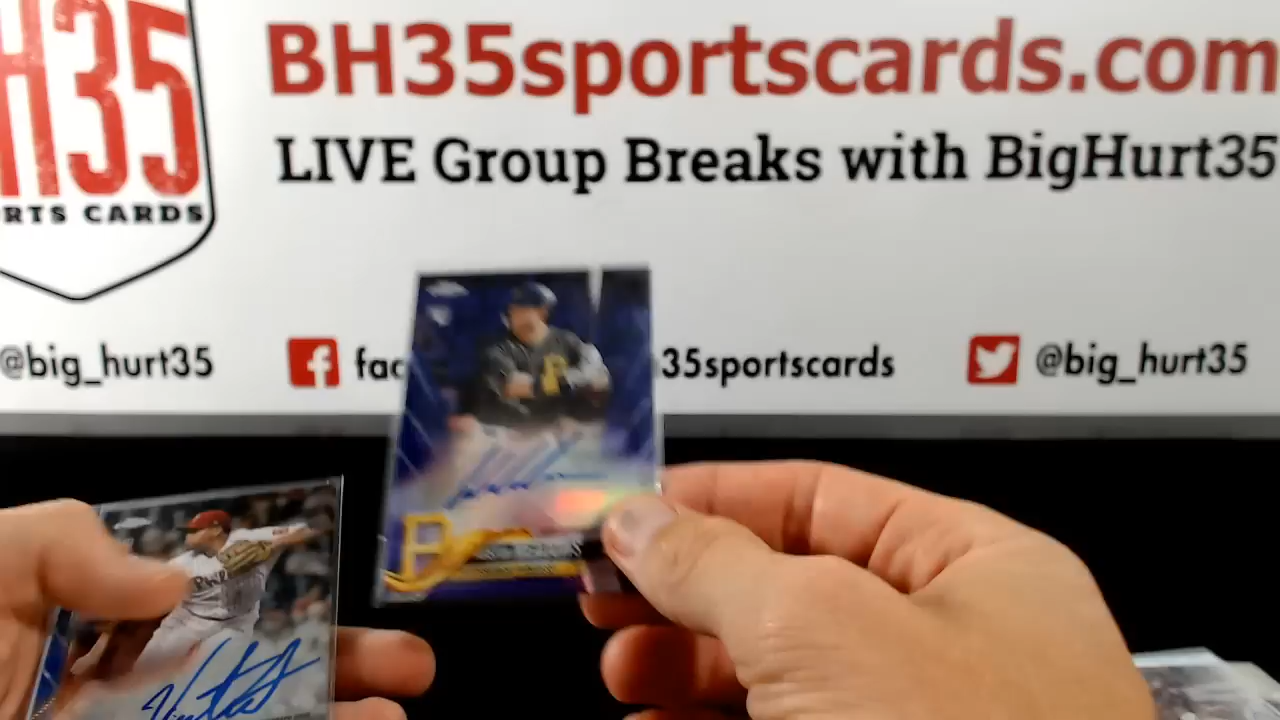 H35
RTS CARDS
BH35sportscards.com
LIVE Group Breaks with BigHurt35
@big_hurt35
f
fac
35sportscards
@big_hurt35
P